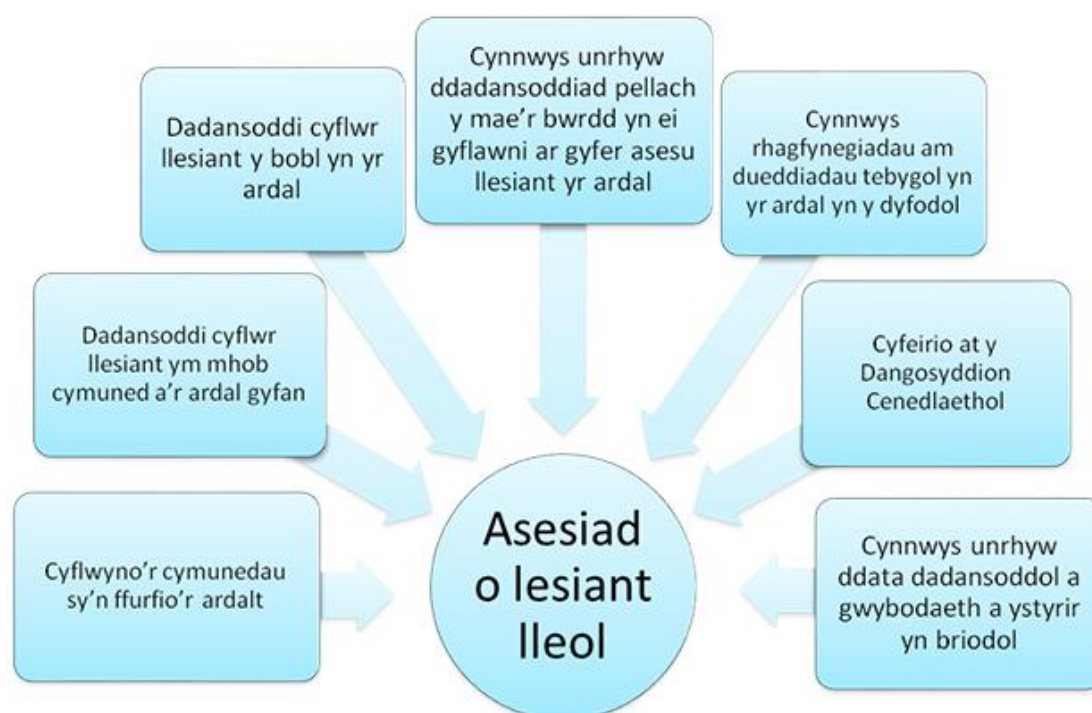 Cyflwyno'r cymunedau
sy'n ffurfio'r ardalt
Dadansoddi cyflwr
llesiant ym mhob
cymuned a'r ardal gyfan
Dadansoddi cyflwr
llesiant y bobl yn yr
ardal
Cynnwys unrhyw
ddadansoddiad pellach
y mae'r bwrdd yn ei
gyflawni ar gyfer asesu
llesiant yr ardal
Cynnwys
rhagfynegiadau am
dueddiadau tebygol yn
yr ardal yn y dyfodol
Cyfeirio at y
Dangosyddion
Cenedlaethol
Cynnwys unrhyw
ddata dadansoddol a
gwybodaeth a ystyrir
yn briodol
Asesiad
o lesiant
lleol